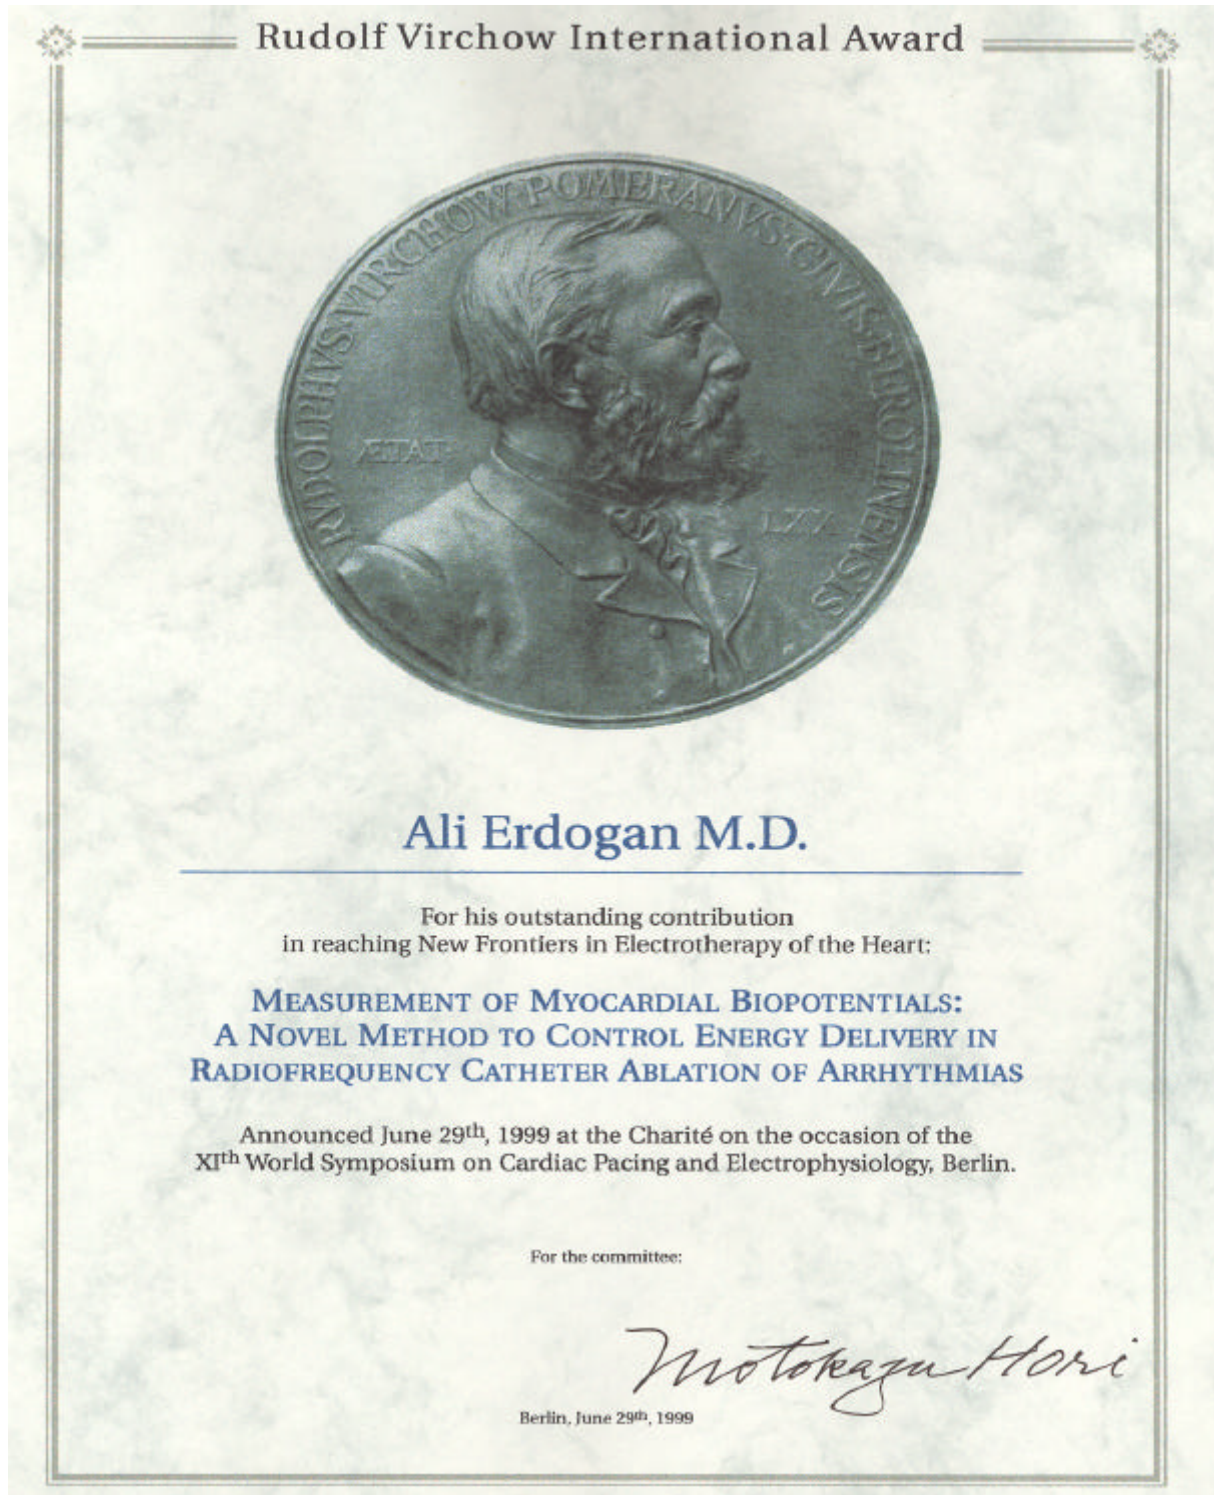 Rudolf Virchow International Award
RVDOLPHVS·VIRCHOW·POMERANVS·CIVIS·BEROLINENSIS
ÆTAT·
LXX
Ali Erdogan M.D.
For his outstanding contribution
in reaching New Frontiers in Electrotherapy of the Heart:
MEASUREMENT OF MYOCARDIAL BIOPOTENTIALS:
A NOVEL METHOD TO CONTROL ENERGY DELIVERY IN
RADIOFREQUENCY CATHETER ABLATION OF ARRHYTHMIAS
Announced June 29th, 1999 at the Charité on the occasion of the
XIth World Symposium on Cardiac Pacing and Electrophysiology, Berlin.
For the committee:
Motokazu Hori
Berlin, June 29th, 1999